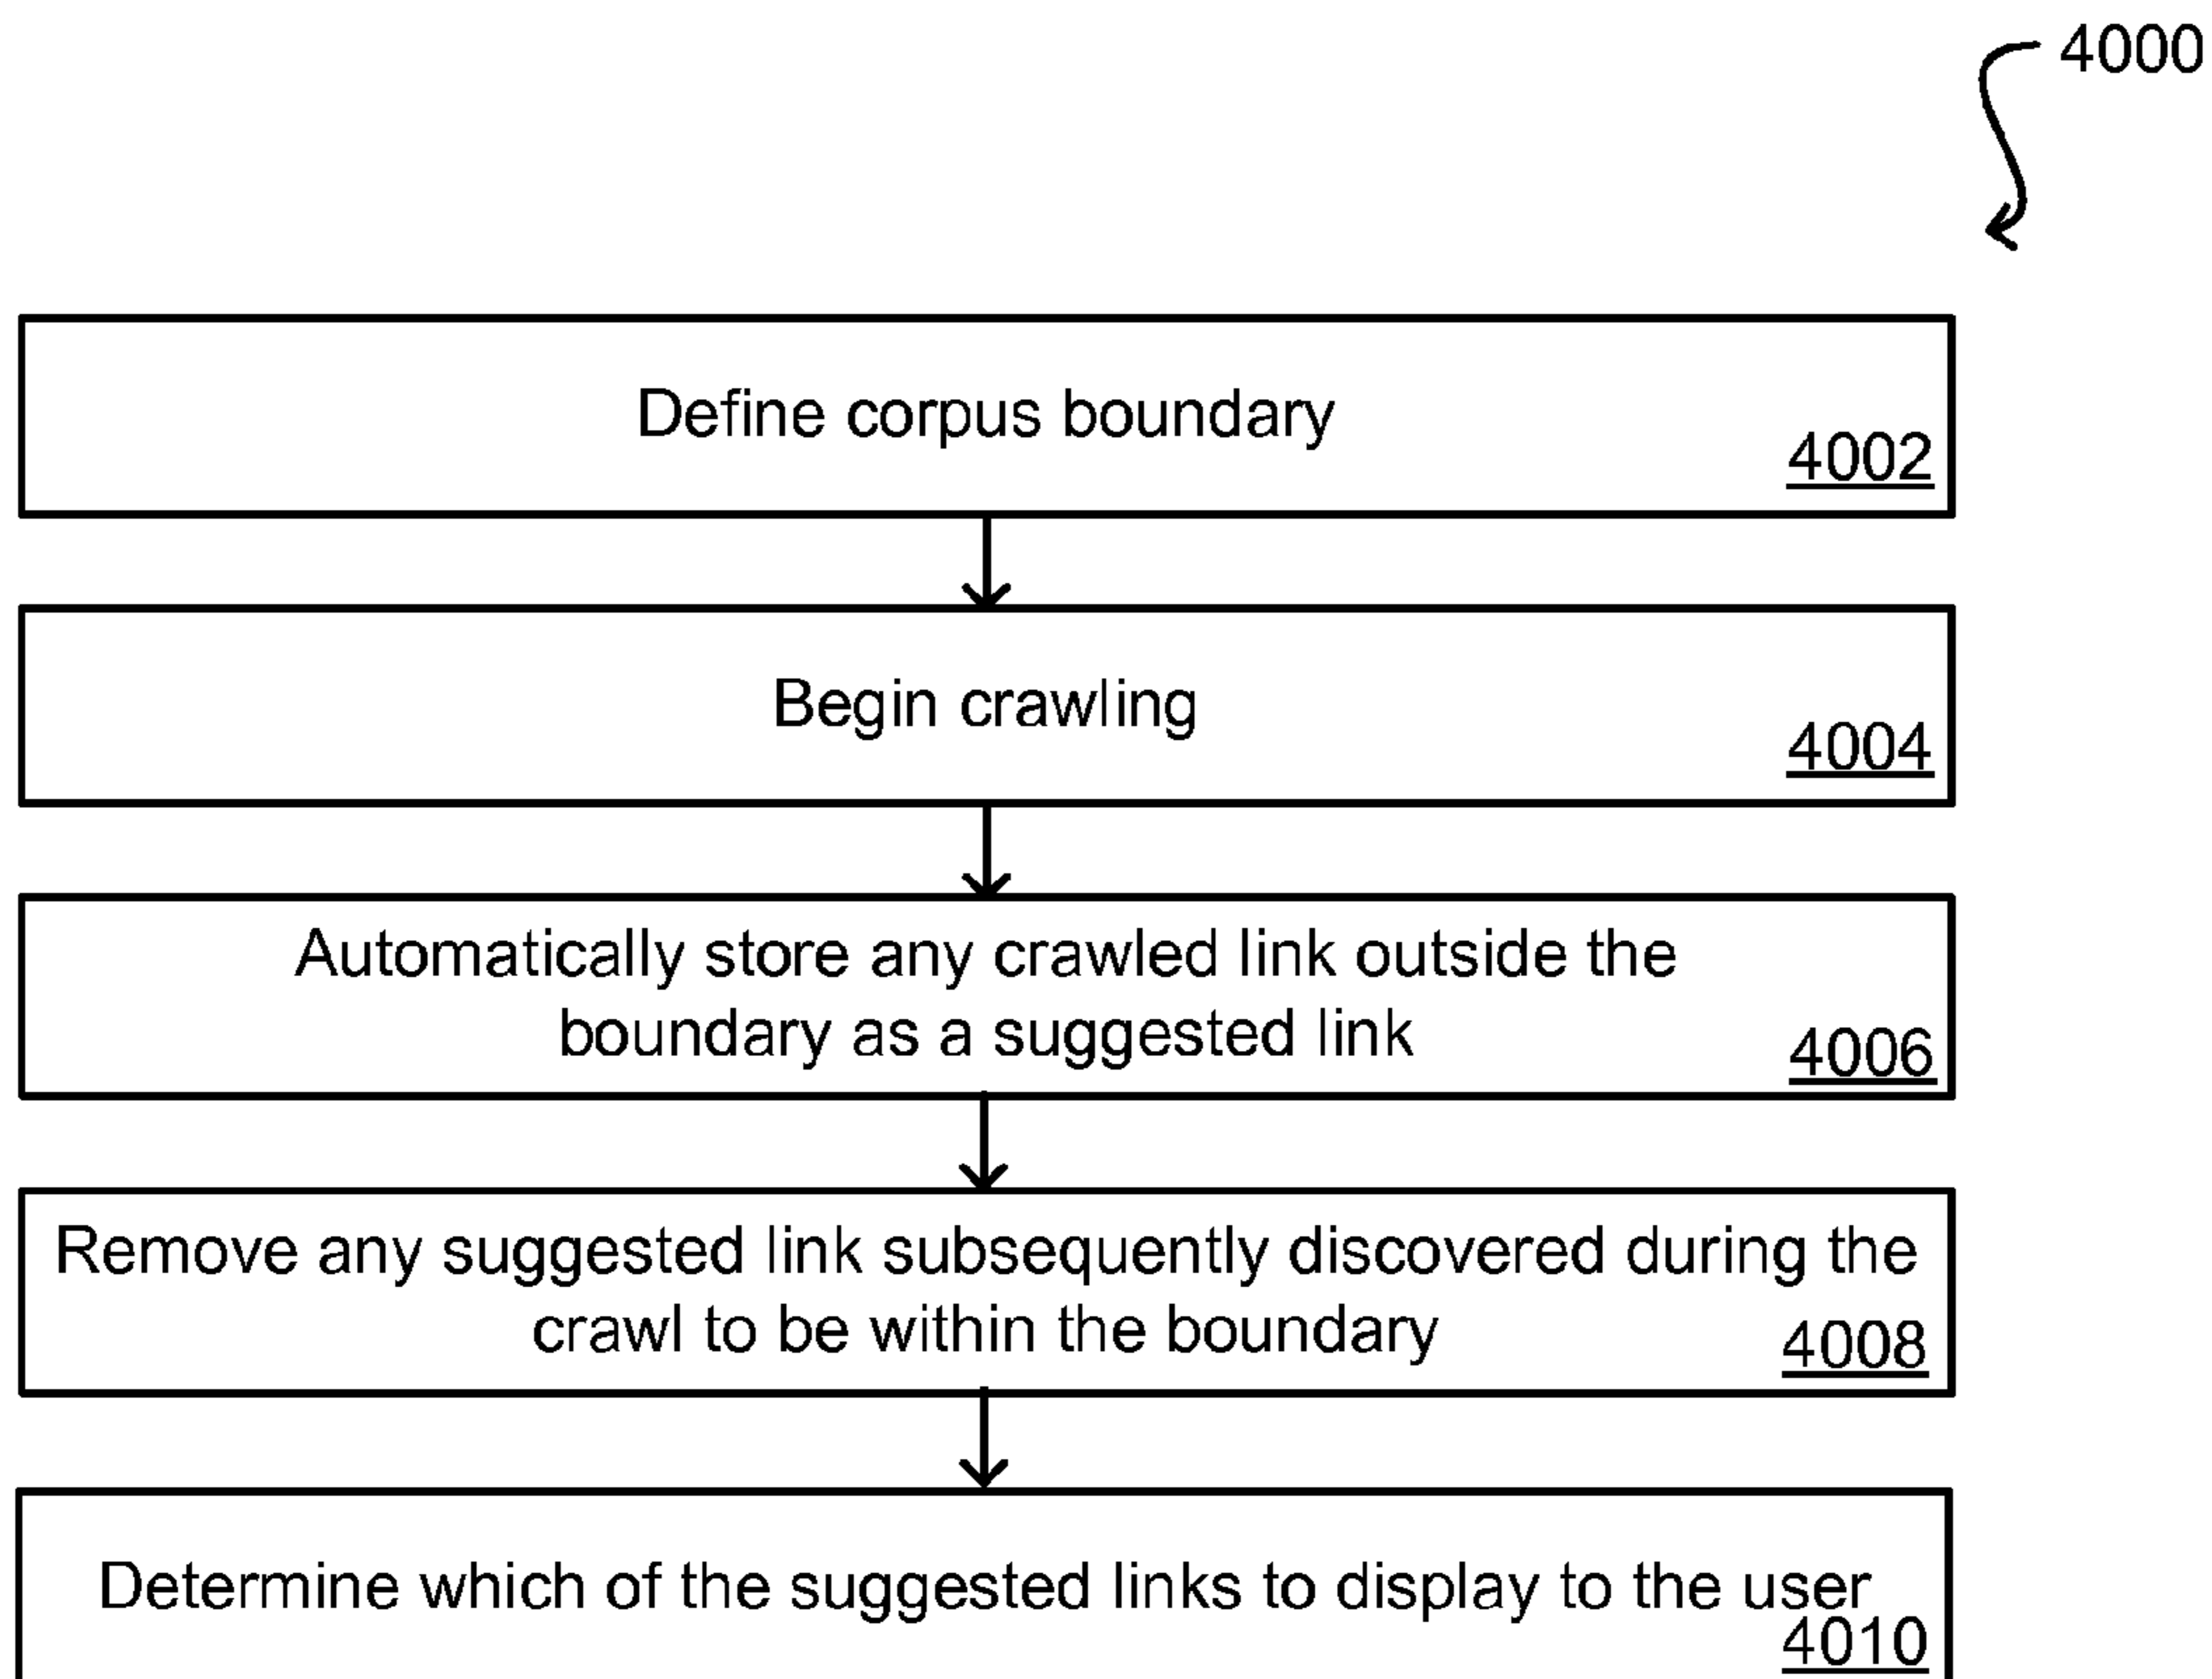 4000
Define corpus boundary
4002
Begin crawling
4004
Automatically store any crawled link outside the
boundary as a suggested link
4006
Remove any suggested link subsequently discovered during the
crawl to be within the boundary
4008
Determine which of the suggested links to display to the user
4010